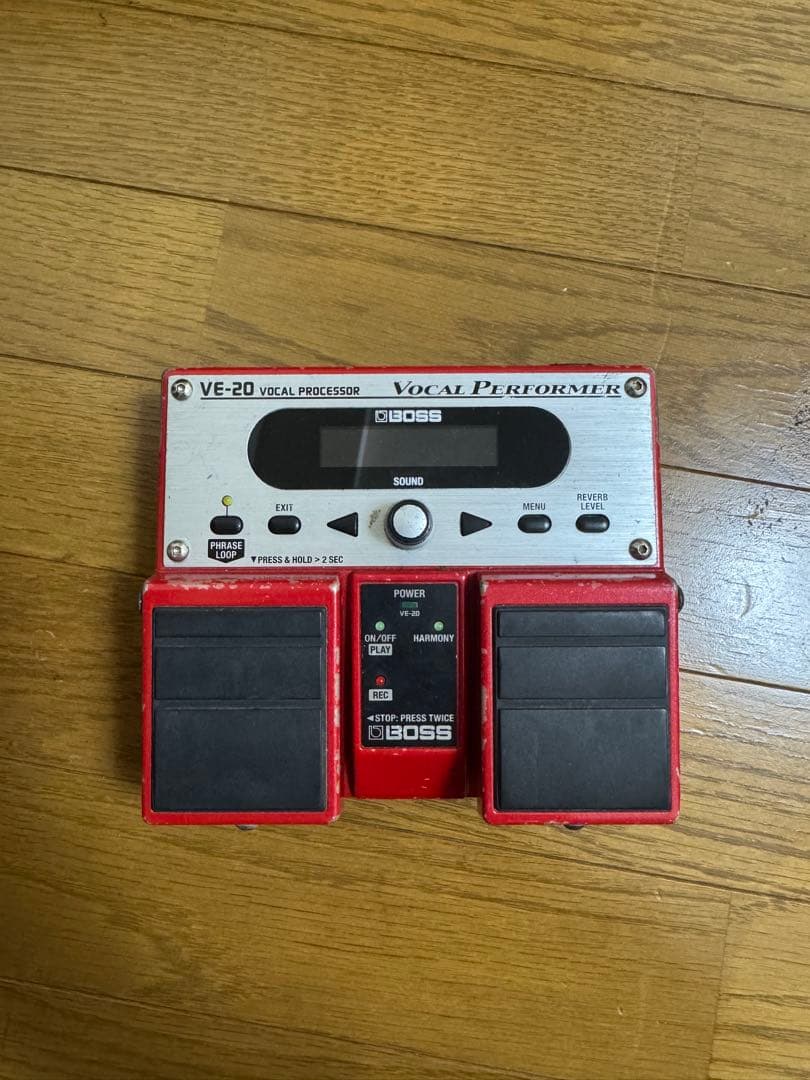 VE-20 VOCAL PROCESSOR
VOCAL PERFORMER
BOSS
SOUND
EXIT
MENU
REVERB
LEVEL
PHRASE
LOOP
▼PRESS & HOLD > 2 SEC
POWER
VE-20
ON/OFF
HARMONY
PLAY
REC
◄STOP: PRESS TWICE
BOSS